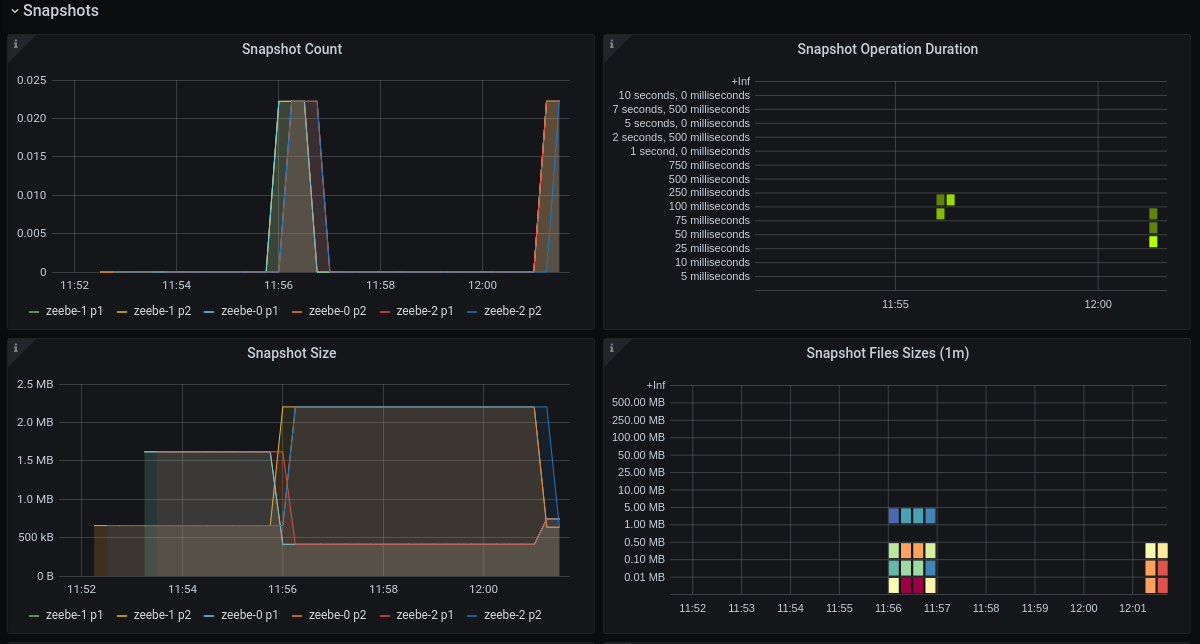 Snapshots
Snapshot Count
0.025
0.020
0.015
0.010
0.005
0
11:52 11:54 11:56 11:58 12:00
zeebe-1 p1 zeebe-1 p2 zeebe-0 p1 zeebe-0 p2 zeebe-2 p1 zeebe-2 p2
Snapshot Operation Duration
+Inf
10 seconds, 0 milliseconds
7 seconds, 500 milliseconds
5 seconds, 0 milliseconds
2 seconds, 500 milliseconds
1 second, 0 milliseconds
750 milliseconds
500 milliseconds
250 milliseconds
100 milliseconds
75 milliseconds
50 milliseconds
25 milliseconds
10 milliseconds
5 milliseconds
11:55 12:00
Snapshot Size
2.5 MB
2.0 MB
1.5 MB
1.0 MB
500 kB
0 B
11:52 11:54 11:56 11:58 12:00
zeebe-1 p1 zeebe-1 p2 zeebe-0 p1 zeebe-0 p2 zeebe-2 p1 zeebe-2 p2
Snapshot Files Sizes (1m)
+Inf
500.00 MB
250.00 MB
100.00 MB
50.00 MB
25.00 MB
10.00 MB
5.00 MB
1.00 MB
0.50 MB
0.10 MB
0.01 MB
11:52 11:53 11:54 11:55 11:56 11:57 11:58 11:59 12:00 12:01